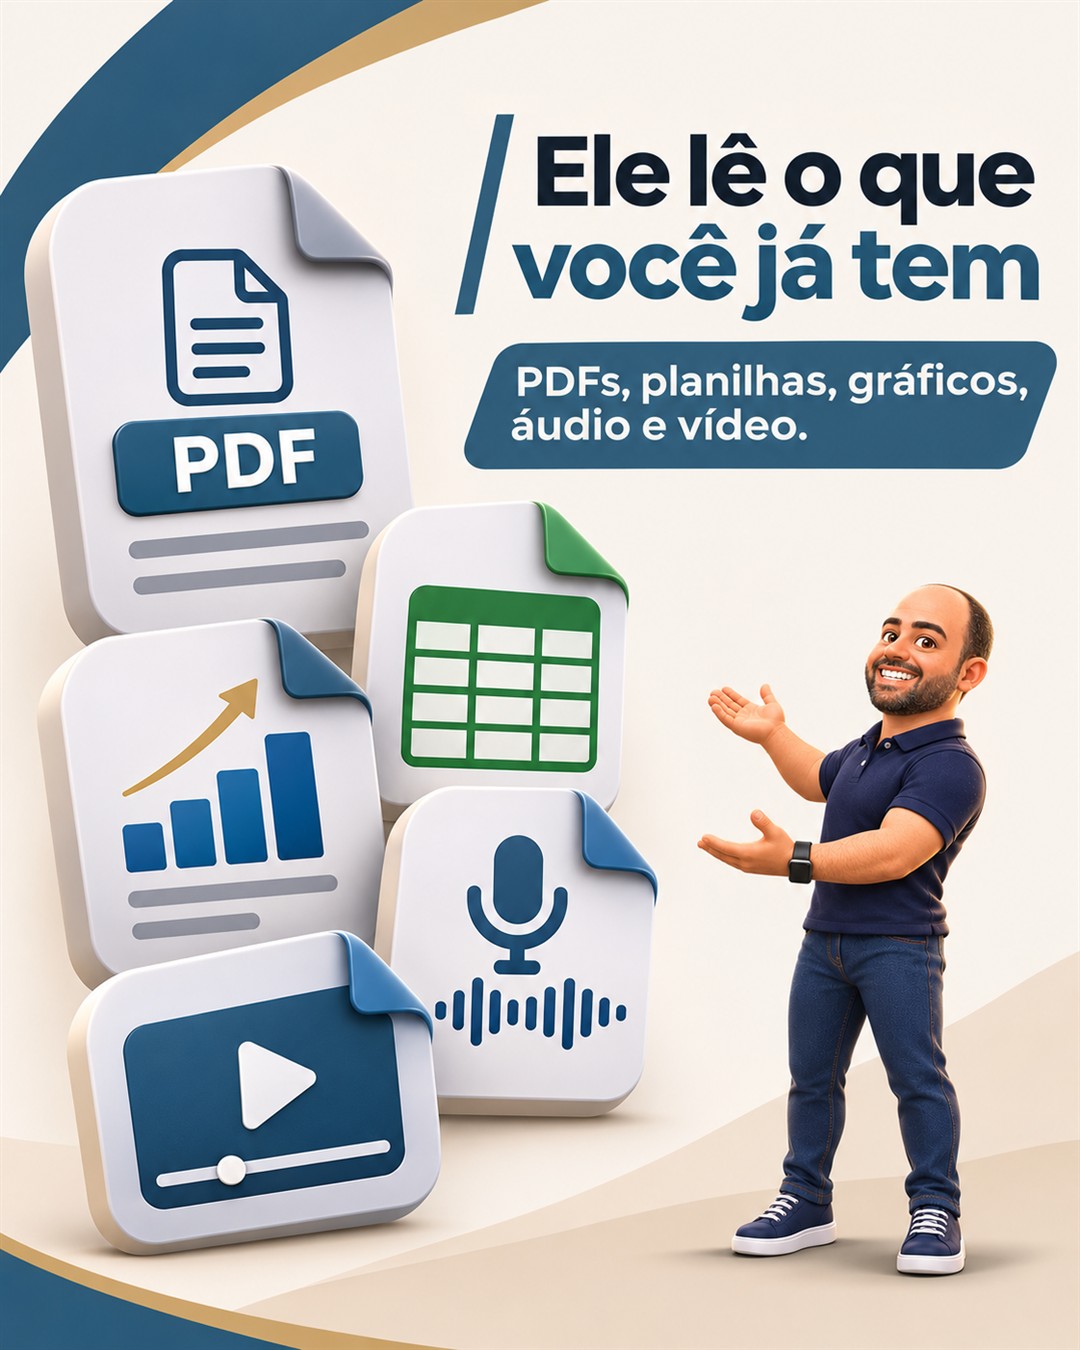 Ele lê o que
você já tem
PDFs, planilhas, gráficos,
áudio e vídeo.
PDF